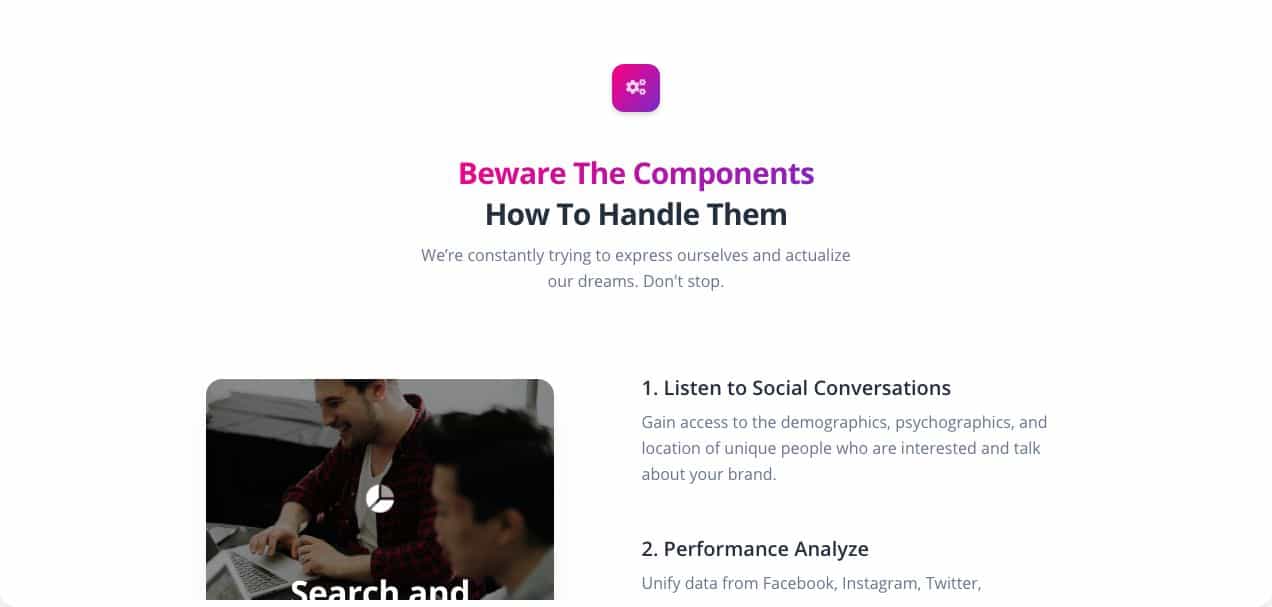 Beware The Components
How To Handle Them
We're constantly trying to express ourselves and actualize
our dreams. Don't stop.
1. Listen to Social Conversations
Gain access to the demographics, psychographics, and
location of unique people who are interested and talk
about your brand.
Search and
2. Performance Analyze
Unify data from Facebook, Instagram, Twitter,